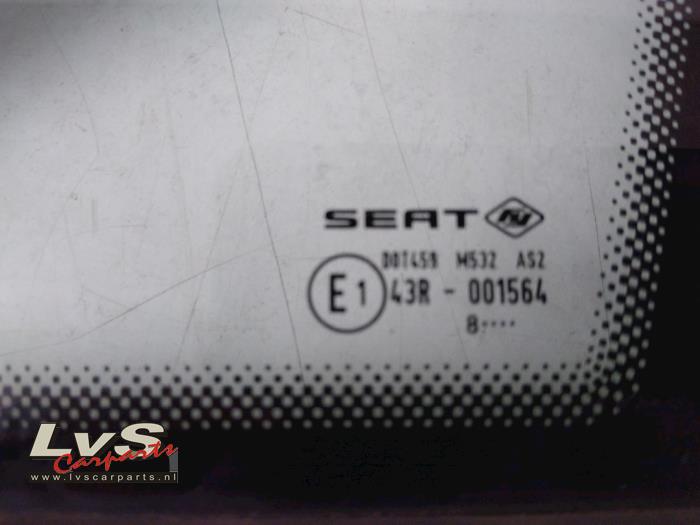 SEAT
DOT459 M532 AS2
E1 43R - 001564
8····
LvS
Carparts
www.lvscarparts.nl